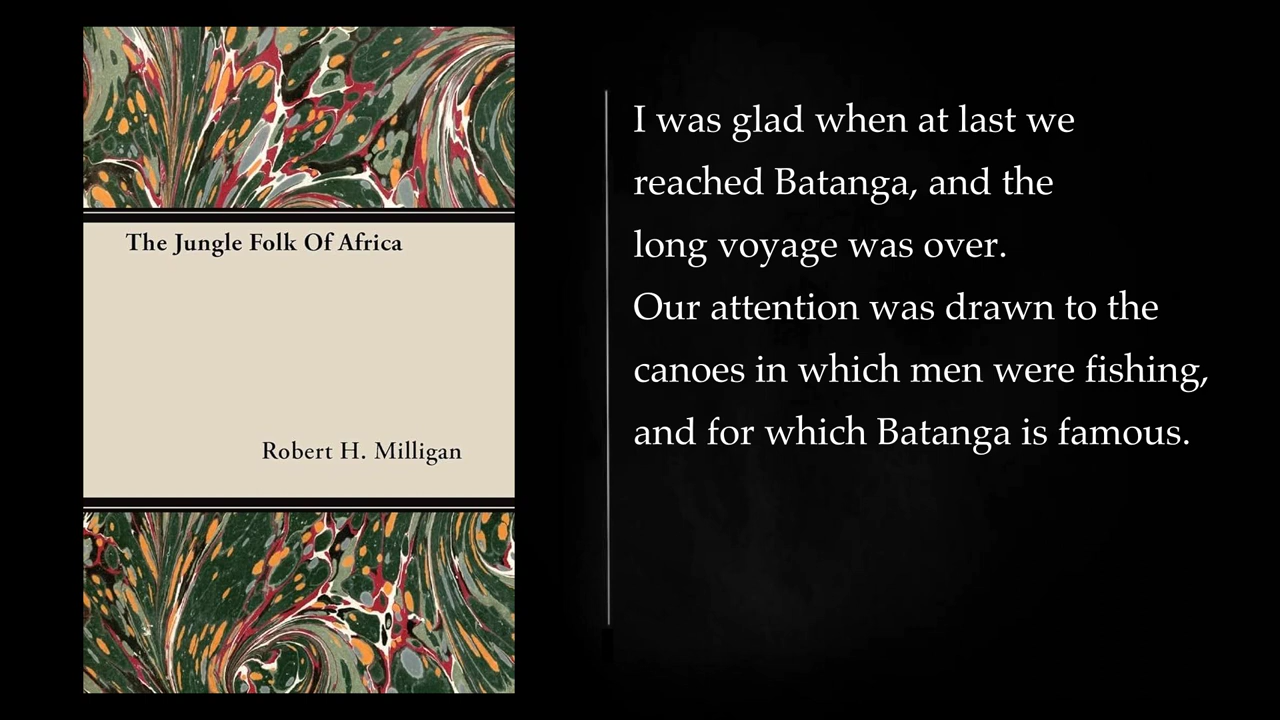 The Jungle Folk Of Africa
Robert H. Milligan
I was glad when at last we
reached Batanga, and the
long voyage was over.
Our attention was drawn to the
canoes in which men were fishing,
and for which Batanga is famous.